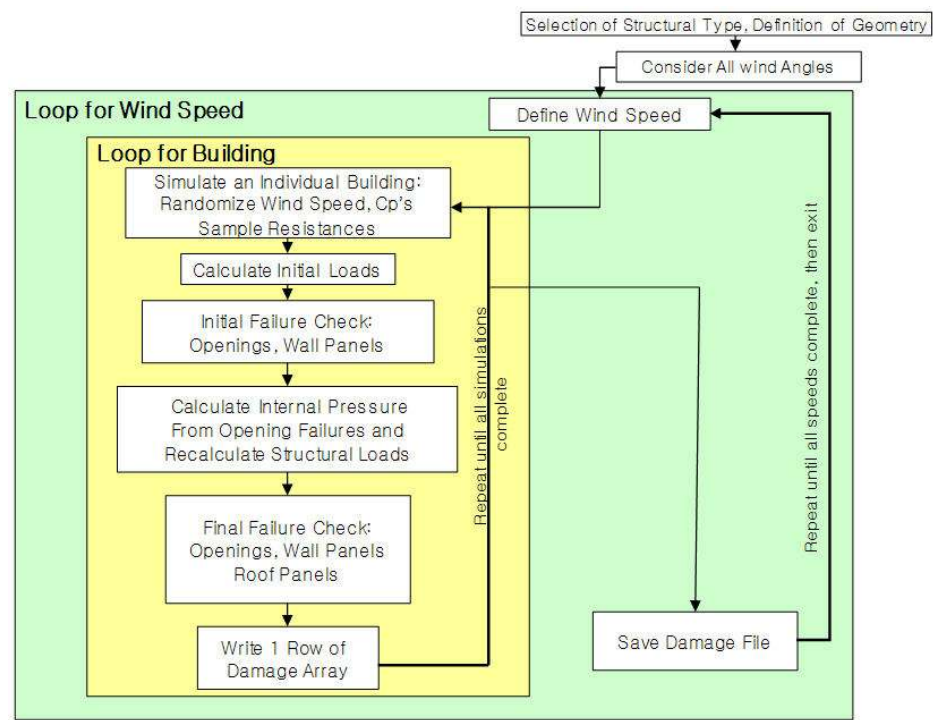 Selection of Structural Type, Definition of Geometry
Consider All wind Angles
Loop for Wind Speed
Define Wind Speed
Loop for Building
Simulate an Individual Building:
Randomize Wind Speed, Cp's
Sample Resistances
Calculate Initial Loads
Initial Failure Check:
Openings, Wall Panels
Calculate Internal Pressure
From Opening Failures and
Recalculate Structural Loads
Final Failure Check:
Openings, Wall Panels
Roof Panels
Write 1 Row of
Damage Array
Repeat until all simulations
complete
Save Damage File
Repeat until all speeds complete, then exit